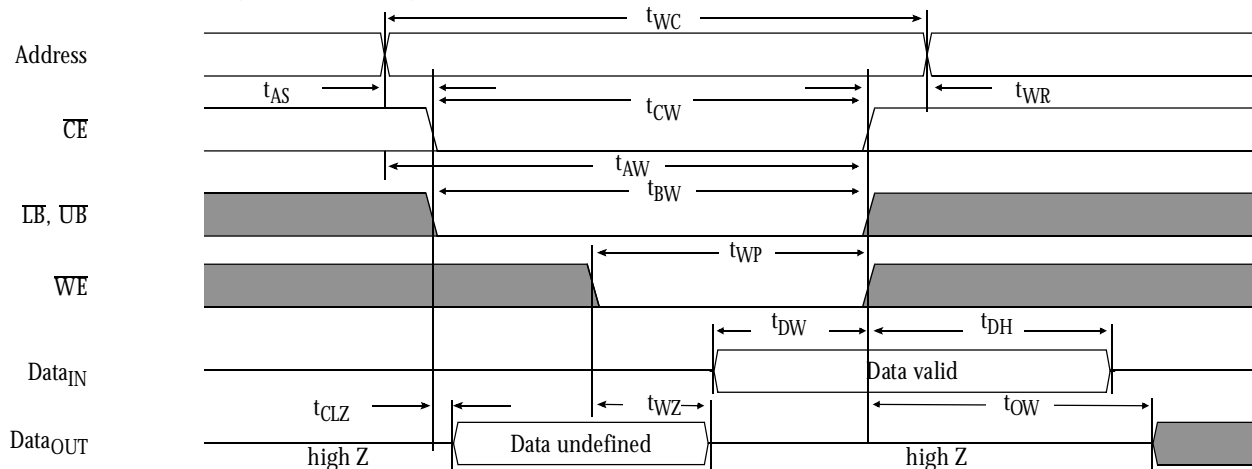 tWC
Address
tAS
tCW
tWR
CE
tAW
tBW
LB, UB
tWP
WE
tDW
tDH
DataIN
Data valid
tCLZ
tWZ
tOW
DataOUT
high Z
Data undefined
high Z